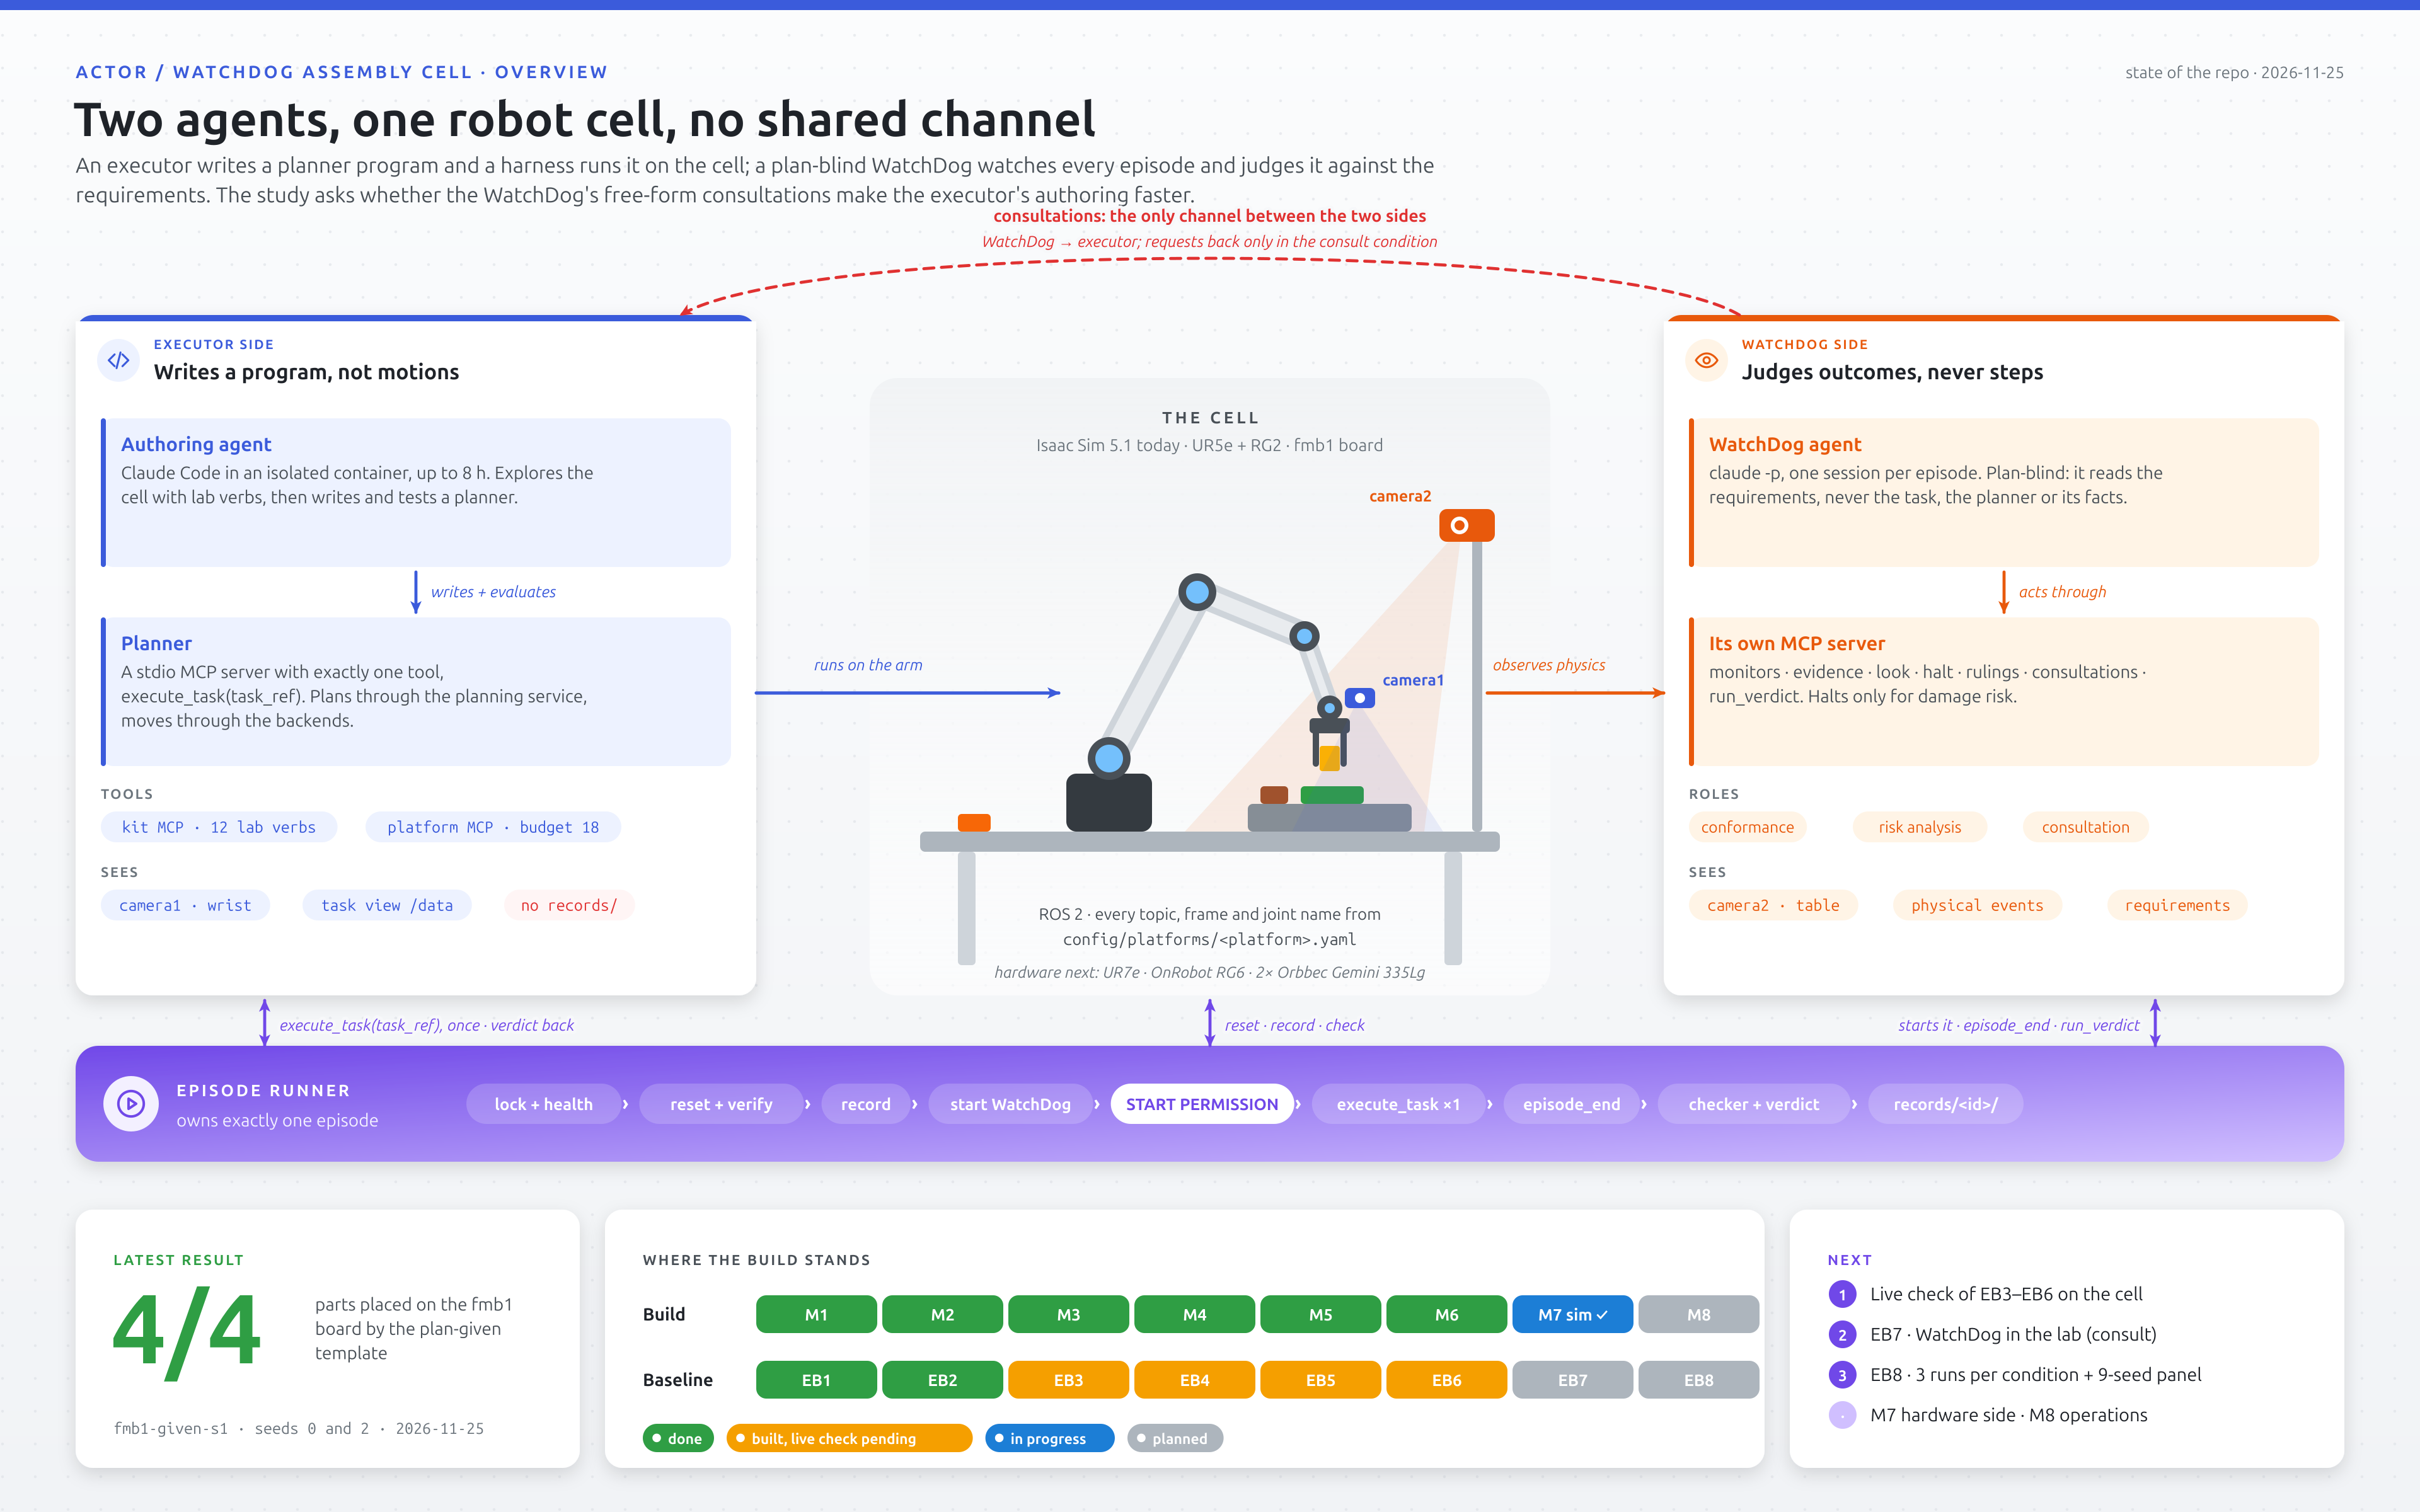 ACTOR / WATCHDOG ASSEMBLY CELL · OVERVIEW
state of the repo · 2026-11-25
Two agents, one robot cell, no shared channel
An executor writes a planner program and a harness runs it on the cell; a plan-blind WatchDog watches every episode and judges it against the
requirements. The study asks whether the WatchDog's free-form consultations make the executor's authoring faster.
consultations: the only channel between the two sides
WatchDog → executor; requests back only in the consult condition
EXECUTOR SIDE
Writes a program, not motions
Authoring agent
Claude Code in an isolated container, up to 8 h. Explores the
cell with lab verbs, then writes and tests a planner.
writes + evaluates
Planner
A stdio MCP server with exactly one tool,
execute_task(task_ref). Plans through the planning service,
moves through the backends.
TOOLS
kit MCP · 12 lab verbs
platform MCP · budget 18
SEES
camera1 · wrist
task view /data
no records/
runs on the arm
THE CELL
Isaac Sim 5.1 today · UR5e + RG2 · fmb1 board
camera2
camera1
ROS 2 · every topic, frame and joint name from
config/platforms/<platform>.yaml
hardware next: UR7e · OnRobot RG6 · 2× Orbbec Gemini 335Lg
observes physics
WATCHDOG SIDE
Judges outcomes, never steps
WatchDog agent
claude -p, one session per episode. Plan-blind: it reads the
requirements, never the task, the planner or its facts.
acts through
Its own MCP server
monitors · evidence · look · halt · rulings · consultations ·
run_verdict. Halts only for damage risk.
ROLES
conformance
risk analysis
consultation
SEES
camera2 · table
physical events
requirements
execute_task(task_ref), once · verdict back
reset · record · check
starts it · episode_end · run_verdict
EPISODE RUNNER
owns exactly one episode
lock + health
›
reset + verify
›
record
›
start WatchDog
›
START PERMISSION
›
execute_task ×1
›
episode_end
›
checker + verdict
›
records/<id>/
LATEST RESULT
4/4
parts placed on the fmb1
board by the plan-given
template
fmb1-given-s1 · seeds 0 and 2 · 2026-11-25
WHERE THE BUILD STANDS
Build
M1
M2
M3
M4
M5
M6
M7 sim ✓
M8
Baseline
EB1
EB2
EB3
EB4
EB5
EB6
EB7
EB8
done
built, live check pending
in progress
planned
NEXT
1 Live check of EB3–EB6 on the cell
2 EB7 · WatchDog in the lab (consult)
3 EB8 · 3 runs per condition + 9-seed panel
· M7 hardware side · M8 operations